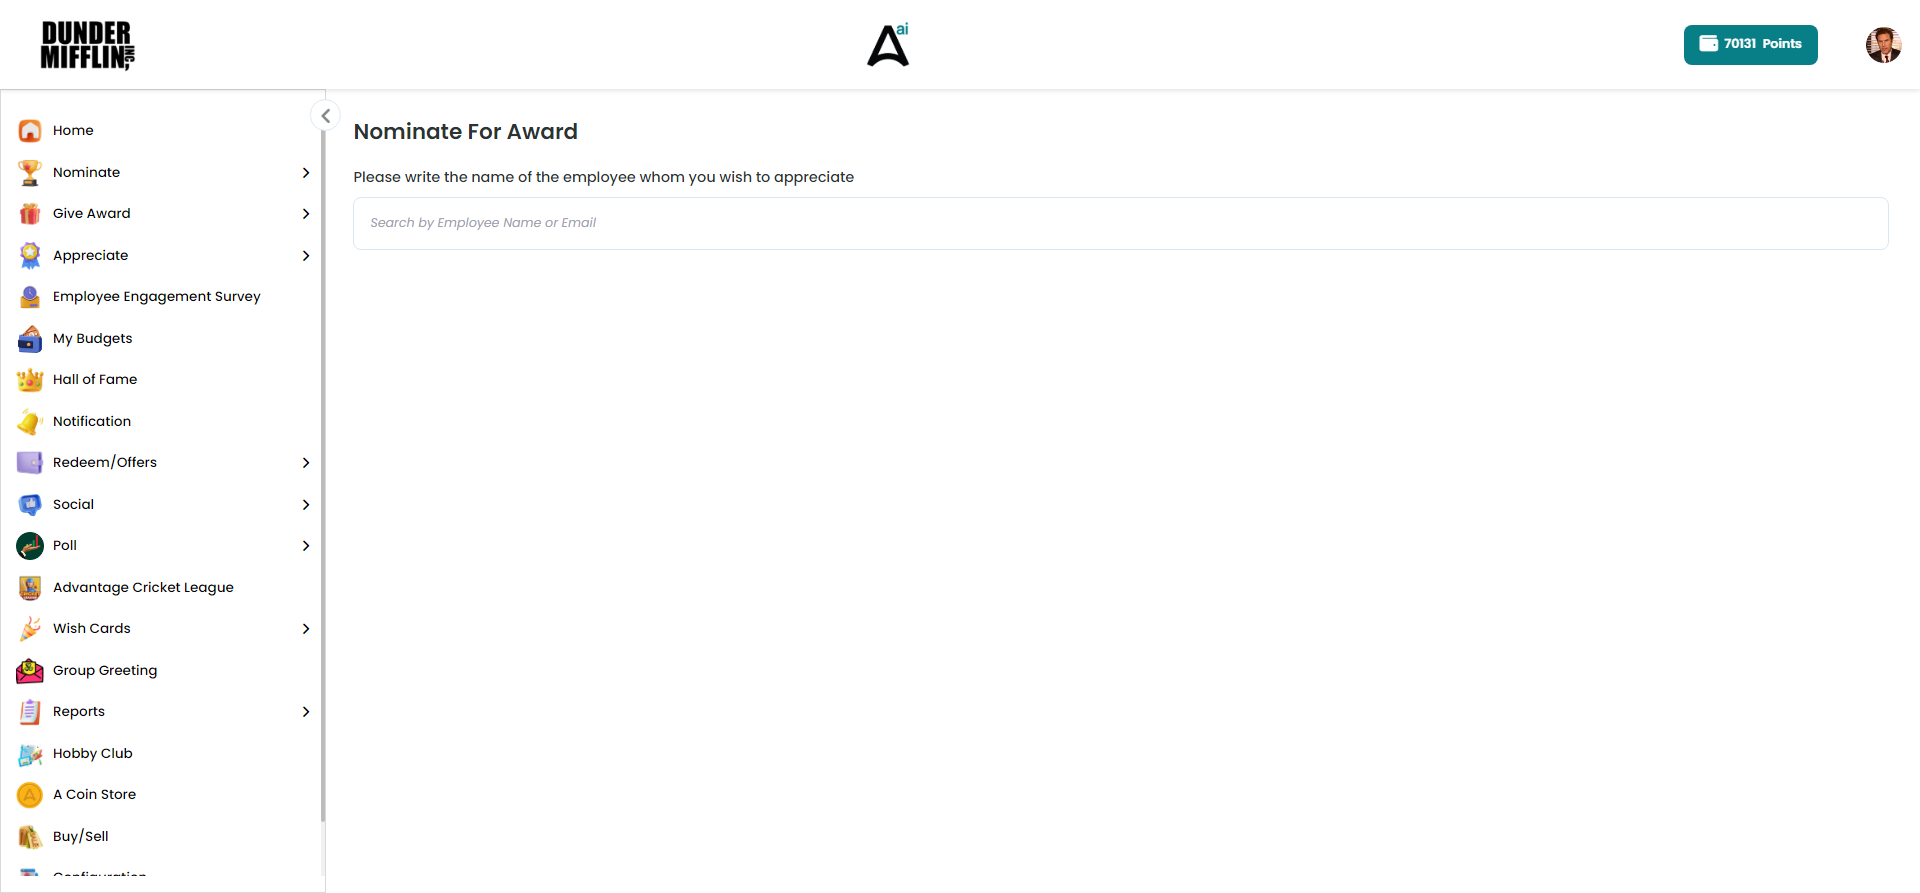 DUNDER
MIFFLIN INC,
ai
70131 Points
Home
Nominate
Give Award
Appreciate
Employee Engagement Survey
My Budgets
Hall of Fame
Notification
Redeem/Offers
Social
Poll
Advantage Cricket League
Wish Cards
Group Greeting
Reports
Hobby Club
A Coin Store
Buy/Sell
Configuration
Nominate For Award
Please write the name of the employee whom you wish to appreciate
Search by Employee Name or Email